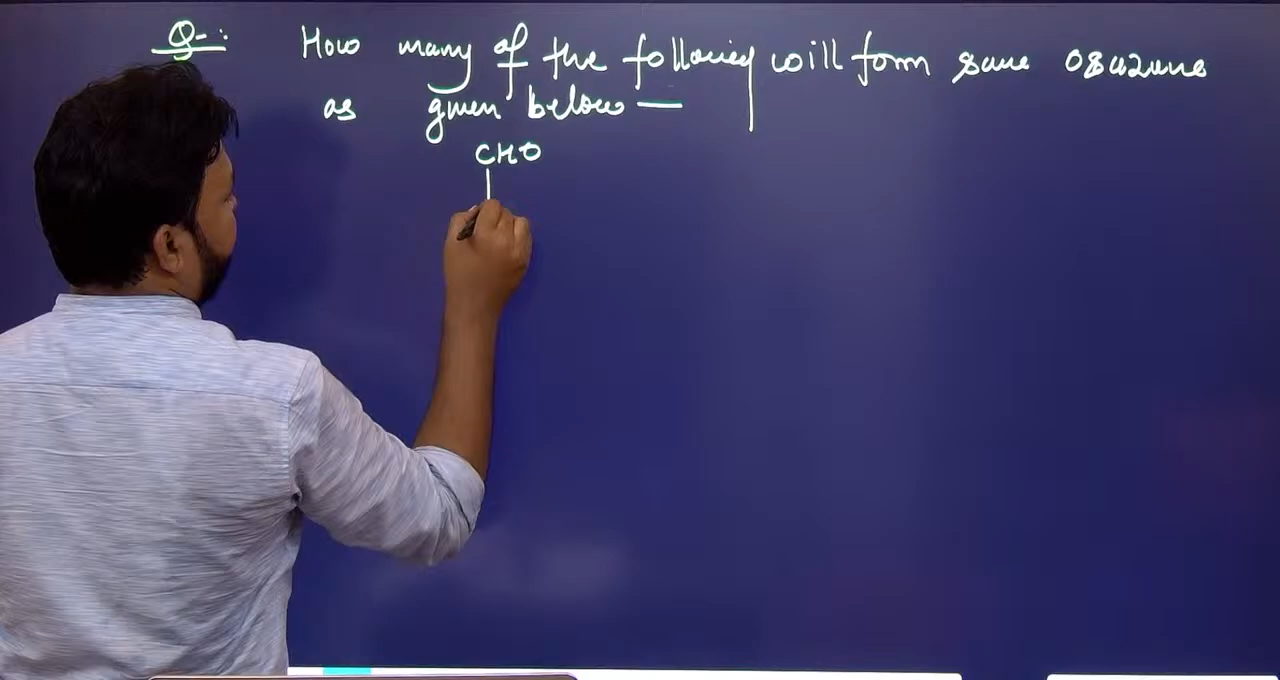 Q-:
How many of the following will form same osazone
as given below —
CHO